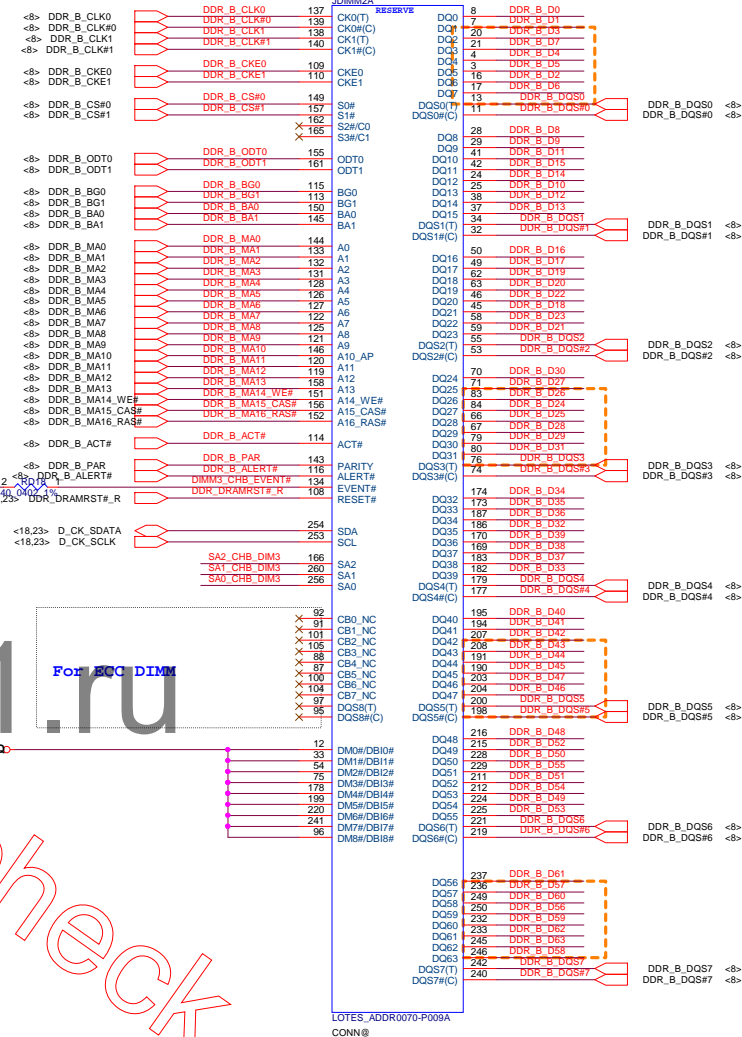 JDIMM2A
RESERVE
<8> DDR_B_CLK0 DDR_B_CLK0 137 CK0(T) DQ0 8 DDR_B_D0
<8> DDR_B_CLK#0 DDR_B_CLK#0 139 CK0#(C) DQ1 7 DDR_B_D1
<8> DDR_B_CLK1 DDR_B_CLK1 138 CK1(T) DQ2 20 DDR_B_D3
<8> DDR_B_CLK#1 DDR_B_CLK#1 140 CK1#(C) DQ3 21 DDR_B_D7
DQ4 4 DDR_B_D4
<8> DDR_B_CKE0 DDR_B_CKE0 109 CKE0 DQ5 3 DDR_B_D5
<8> DDR_B_CKE1 DDR_B_CKE1 110 CKE1 DQ6 16 DDR_B_D2
DQ7 17 DDR_B_D6
<8> DDR_B_CS#0 DDR_B_CS#0 149 S0# DQS0(T) 13 DDR_B_DQS0 DDR_B_DQS0 <8>
<8> DDR_B_CS#1 DDR_B_CS#1 157 S1# DQS0#(C) 11 DDR_B_DQS#0 DDR_B_DQS#0 <8>
162 S2#/C0
165 S3#/C1 DQ8 28 DDR_B_D8
DQ9 29 DDR_B_D9
<8> DDR_B_ODT0 DDR_B_ODT0 155 ODT0 DQ10 41 DDR_B_D11
<8> DDR_B_ODT1 DDR_B_ODT1 161 ODT1 DQ11 42 DDR_B_D15
DQ12 24 DDR_B_D14
<8> DDR_B_BG0 DDR_B_BG0 115 BG0 DQ13 25 DDR_B_D10
<8> DDR_B_BG1 DDR_B_BG1 113 BG1 DQ14 38 DDR_B_D12
<8> DDR_B_BA0 DDR_B_BA0 150 BA0 DQ15 37 DDR_B_D13
<8> DDR_B_BA1 DDR_B_BA1 145 BA1 DQS1(T) 34 DDR_B_DQS1 DDR_B_DQS1 <8>
DQS1#(C) 32 DDR_B_DQS#1 DDR_B_DQS#1 <8>
<8> DDR_B_MA0 DDR_B_MA0 144 A0
<8> DDR_B_MA1 DDR_B_MA1 133 A1 DQ16 50 DDR_B_D16
<8> DDR_B_MA2 DDR_B_MA2 132 A2 DQ17 49 DDR_B_D17
<8> DDR_B_MA3 DDR_B_MA3 131 A3 DQ18 62 DDR_B_D19
<8> DDR_B_MA4 DDR_B_MA4 128 A4 DQ19 63 DDR_B_D20
<8> DDR_B_MA5 DDR_B_MA5 126 A5 DQ20 46 DDR_B_D22
<8> DDR_B_MA6 DDR_B_MA6 127 A6 DQ21 45 DDR_B_D18
<8> DDR_B_MA7 DDR_B_MA7 122 A7 DQ22 58 DDR_B_D23
<8> DDR_B_MA8 DDR_B_MA8 125 A8 DQ23 59 DDR_B_D21
<8> DDR_B_MA9 DDR_B_MA9 121 A9 DQS2(T) 55 DDR_B_DQS2 DDR_B_DQS2 <8>
<8> DDR_B_MA10 DDR_B_MA10 146 A10_AP DQS2#(C) 53 DDR_B_DQS#2 DDR_B_DQS#2 <8>
<8> DDR_B_MA11 DDR_B_MA11 120 A11
<8> DDR_B_MA12 DDR_B_MA12 119 A12 DQ24 70 DDR_B_D30
<8> DDR_B_MA13 DDR_B_MA13 158 A13 DQ25 71 DDR_B_D27
<8> DDR_B_MA14_WE# DDR_B_MA14_WE# 151 A14_WE# DQ26 83 DDR_B_D26
<8> DDR_B_MA15_CAS# DDR_B_MA15_CAS# 156 A15_CAS# DQ27 84 DDR_B_D24
<8> DDR_B_MA16_RAS# DDR_B_MA16_RAS# 152 A16_RAS# DQ28 66 DDR_B_D25
DQ29 67 DDR_B_D28
<8> DDR_B_ACT# DDR_B_ACT# 114 ACT# DQ30 79 DDR_B_D29
DQ31 80 DDR_B_D31
<8> DDR_B_PAR DDR_B_PAR 143 PARITY DQS3(T) 76 DDR_B_DQS3 DDR_B_DQS3 <8>
<8> DDR_B_ALERT# DDR_B_ALERT# 116 ALERT# DQS3#(C) 74 DDR_B_DQS#3 DDR_B_DQS#3 <8>
2 RD18 1 DIMM3_CHB_EVENT# 134 EVENT#
40_0402_1%
,23> DDR_DRAMRST#_R DDR_DRAMRST#_R 108 RESET# DQ32 174 DDR_B_D34
DQ33 173 DDR_B_D35
DQ34 187 DDR_B_D36
<18,23> D_CK_SDATA 254 SDA DQ35 186 DDR_B_D32
<18,23> D_CK_SCLK 253 SCL DQ36 170 DDR_B_D39
DQ37 169 DDR_B_D38
SA2_CHB_DIM3 166 SA2 DQ38 183 DDR_B_D37
SA1_CHB_DIM3 260 SA1 DQ39 182 DDR_B_D33
SA0_CHB_DIM3 256 SA0 DQS4(T) 179 DDR_B_DQS4 DDR_B_DQS4 <8>
DQS4#(C) 177 DDR_B_DQS#4 DDR_B_DQS#4 <8>
92 CB0_NC DQ40 195 DDR_B_D40
91 CB1_NC DQ41 194 DDR_B_D41
101 CB2_NC DQ42 207 DDR_B_D42
105 CB3_NC DQ43 208 DDR_B_D43
88 CB4_NC DQ44 191 DDR_B_D44
87 CB5_NC DQ45 190 DDR_B_D45
100 CB6_NC DQ46 203 DDR_B_D47
104 CB7_NC DQ47 204 DDR_B_D46
97 DQS8(T) DQS5(T) 200 DDR_B_DQS5 DDR_B_DQS5 <8>
95 DQS8#(C) DQS5#(C) 198 DDR_B_DQS#5 DDR_B_DQS#5 <8>
For ECC DIMM
1.ru
12 DM0#/DBI0# DQ48 216 DDR_B_D48
33 DM1#/DBI1# DQ49 215 DDR_B_D52
54 DM2#/DBI2# DQ50 228 DDR_B_D50
75 DM3#/DBI3# DQ51 229 DDR_B_D55
178 DM4#/DBI4# DQ52 211 DDR_B_D51
199 DM5#/DBI5# DQ53 212 DDR_B_D54
220 DM6#/DBI6# DQ54 224 DDR_B_D49
241 DM7#/DBI7# DQ55 225 DDR_B_D53
96 DM8#/DBI8# DQS6(T) 221 DDR_B_DQS6 DDR_B_DQS6 <8>
DQS6#(C) 219 DDR_B_DQS#6 DDR_B_DQS#6 <8>
DQ56 237 DDR_B_D61
DQ57 236 DDR_B_D57
DQ58 249 DDR_B_D60
DQ59 250 DDR_B_D56
DQ60 232 DDR_B_D59
DQ61 233 DDR_B_D62
DQ62 245 DDR_B_D63
DQ63 246 DDR_B_D58
DQS7(T) 242 DDR_B_DQS7 DDR_B_DQS7 <8>
DQS7#(C) 240 DDR_B_DQS#7 DDR_B_DQS#7 <8>
heck
LOTES_ADDR0070-P009A
CONN@